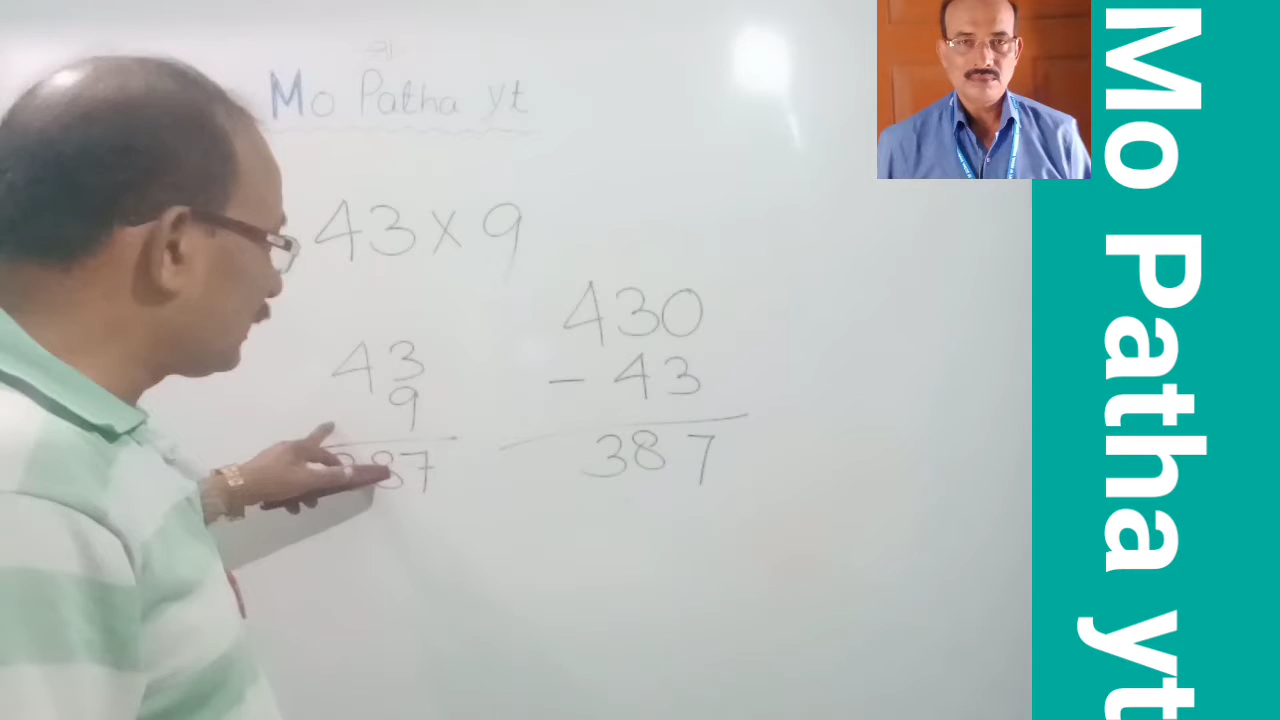 Mo Patha yt
43 x 9
43
9
387
430
- 43
387
Mo Patha yt